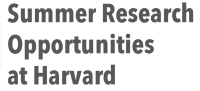 Summer Research
Opportunities
at Harvard